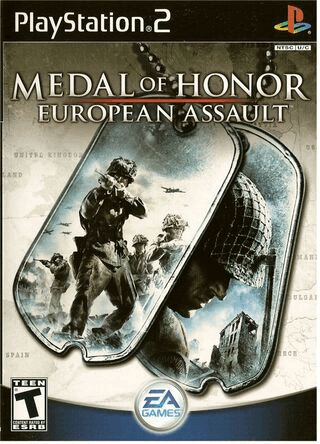 PlayStation®2
NTSC U/C
MEDAL OF HONOR
EUROPEAN ASSAULT
UNITED KINGDOM
SPAIN
TEEN
T
CONTENT RATED BY
ESRB
EA
GAMES